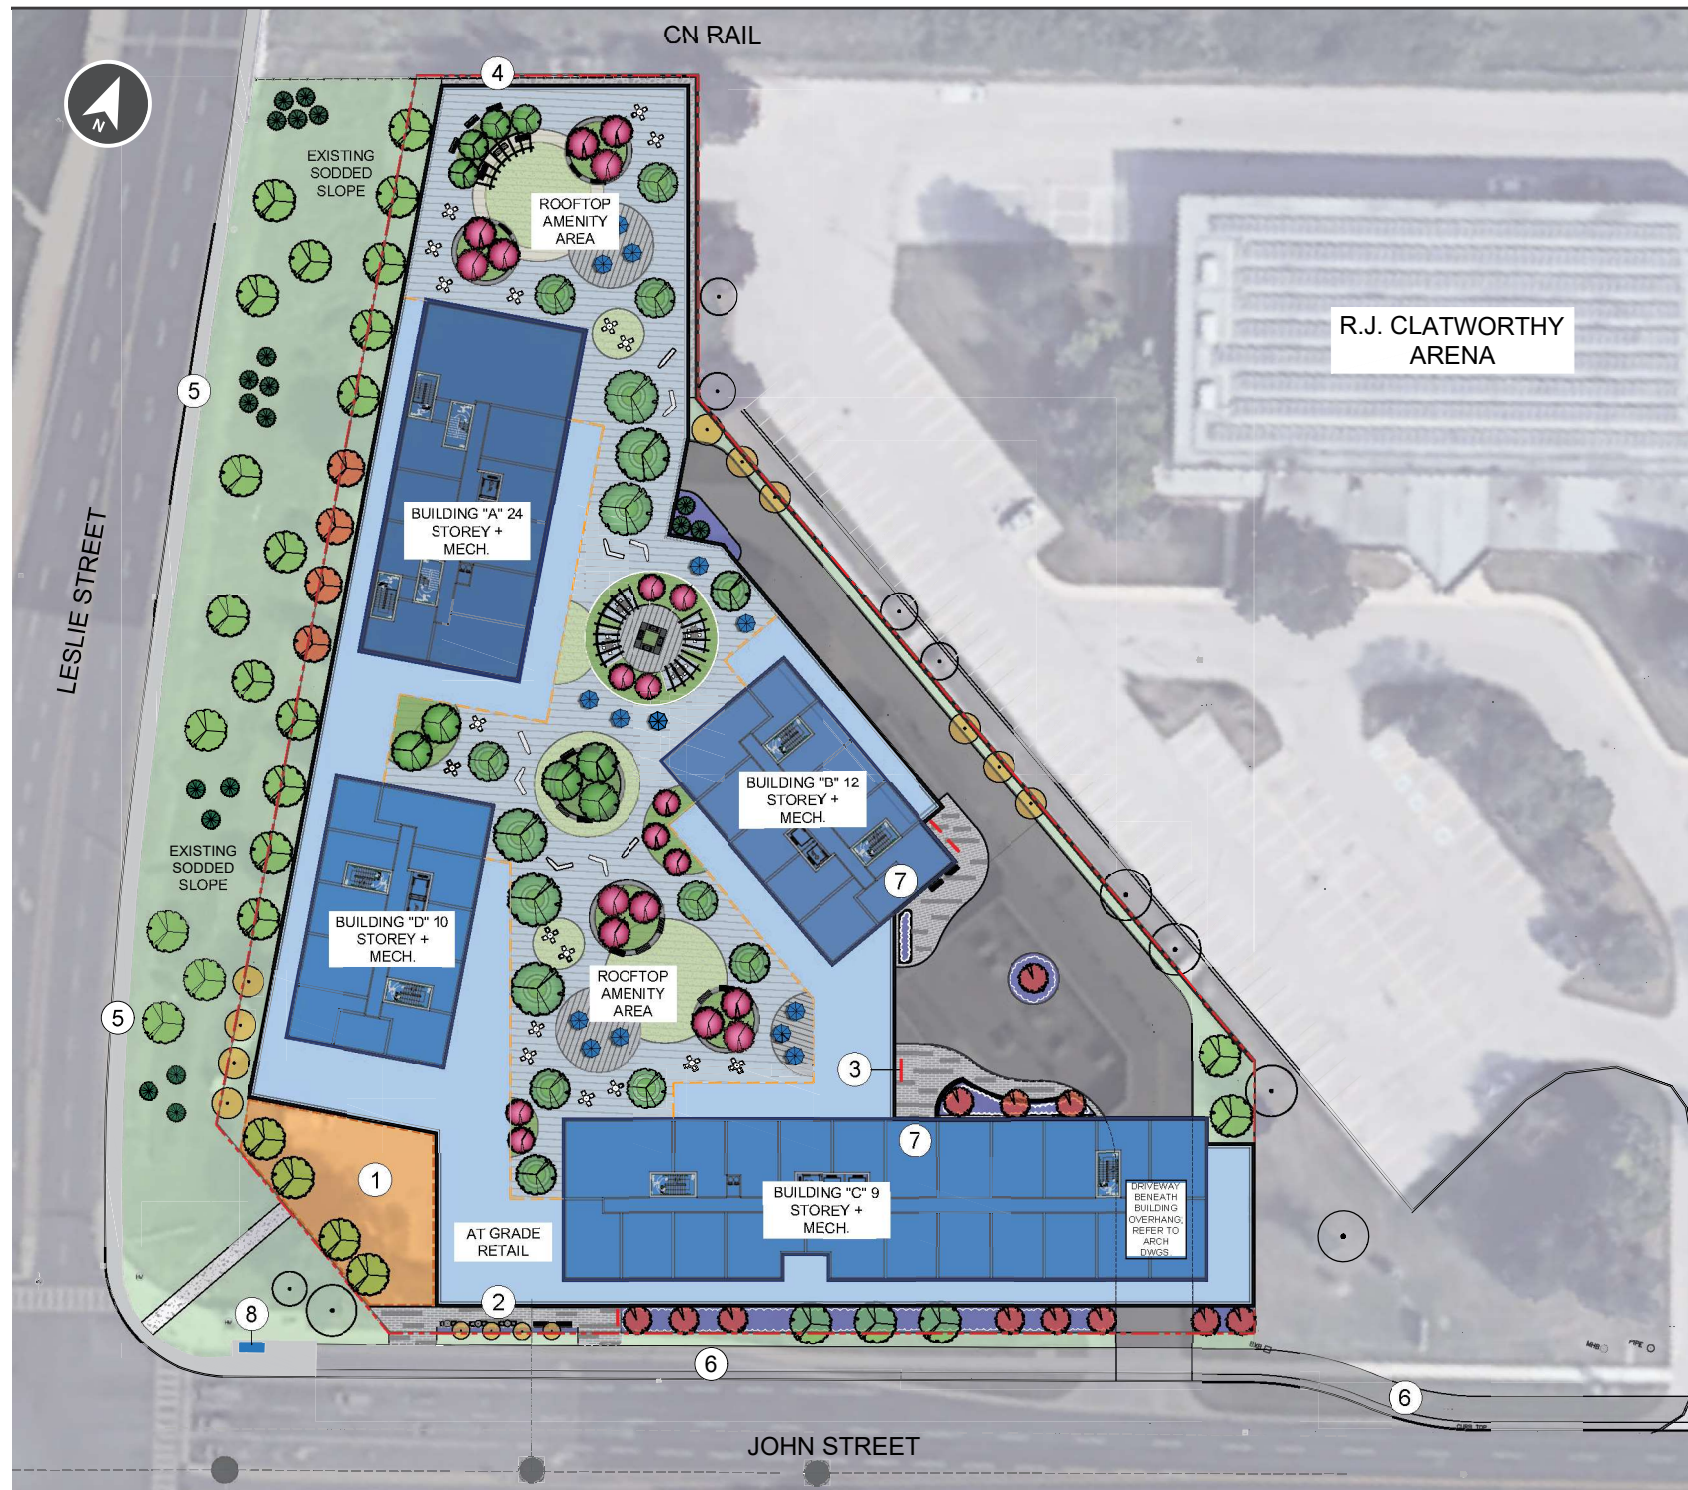 CN RAIL
4
N
EXISTING
SODDED
SLOPE
ROOFTOP
AMENITY
AREA
R.J. CLATWORTHY
ARENA
5
BUILDING "A" 24
STOREY +
MECH.
LESLIE STREET
BUILDING "B" 12
STOREY +
MECH.
EXISTING
SODDED
SLOPE
7
BUILDING "D" 10
STOREY +
MECH.
ROCFTOP
AMENITY
AREA
5
3
7
1
BUILDING "C" 9
STOREY +
MECH.
DRIVEWAY
BENEATH
BUILDING
OVERHANG,
REFER TO
ARCH
DWGS.
AT GRADE
RETAIL
2
8
6
6
CURB TOP
JOHN STREET